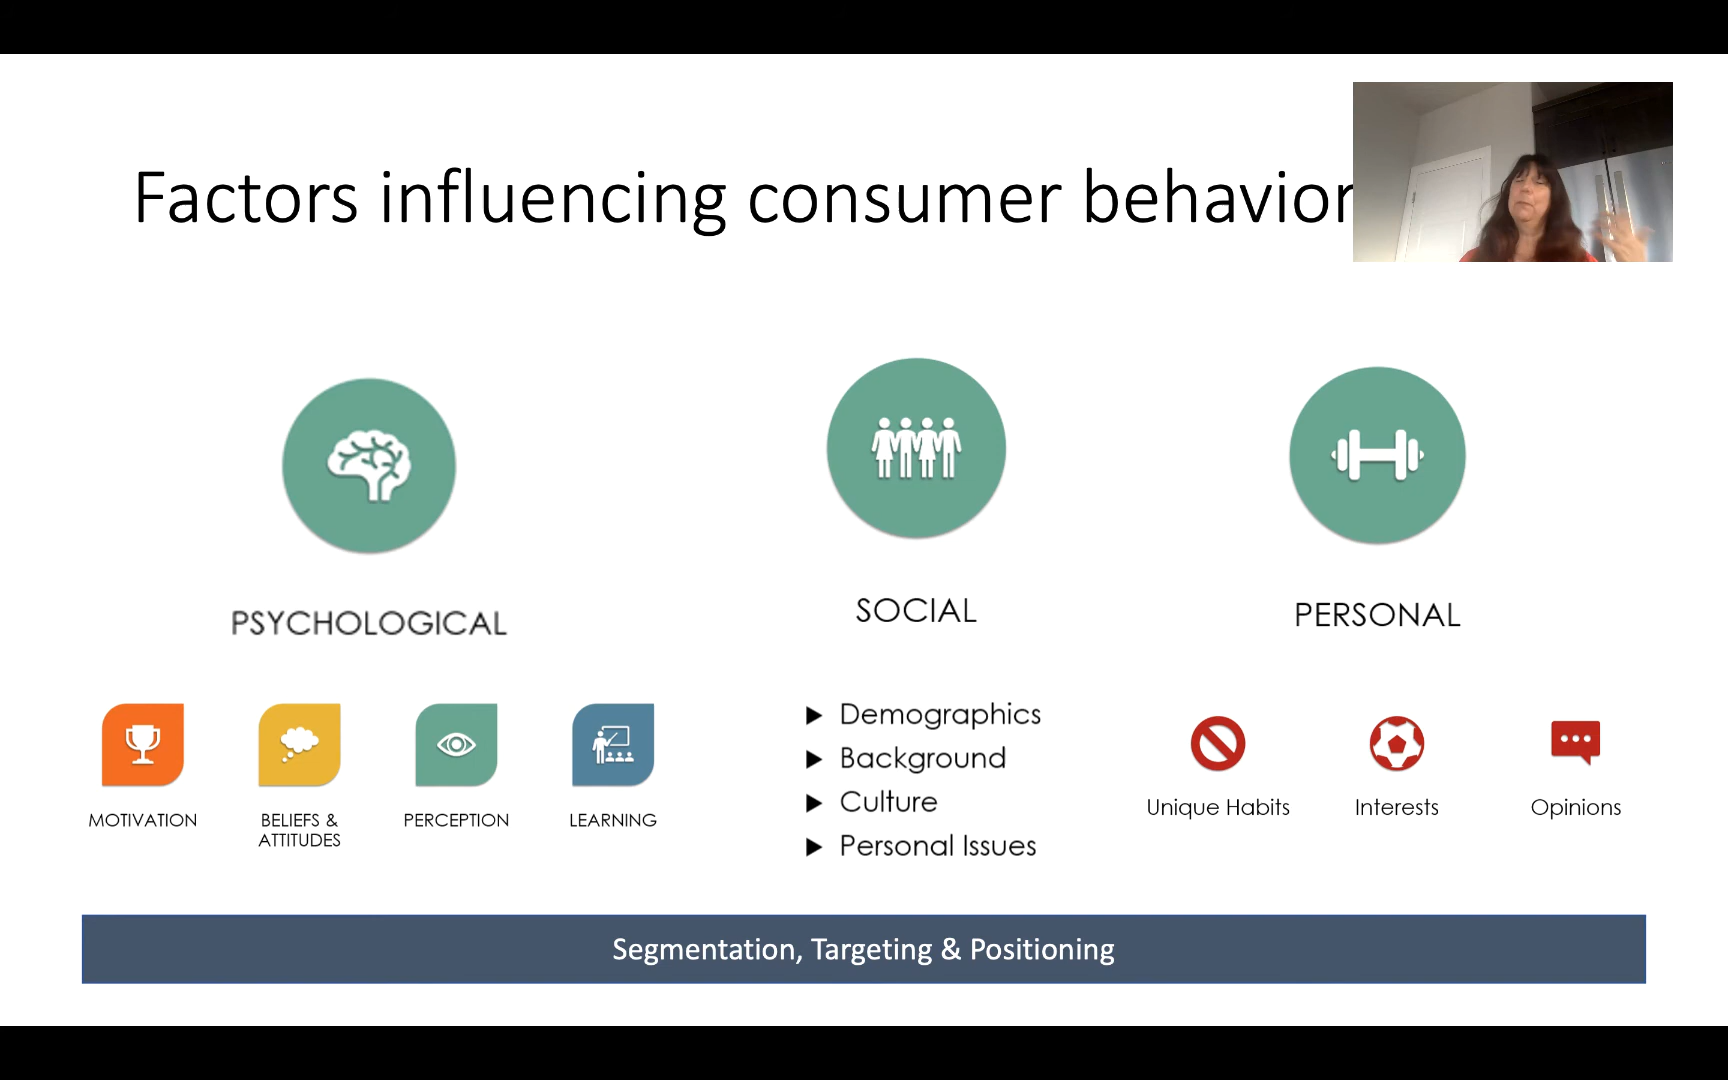 Factors influencing consumer behavior
PSYCHOLOGICAL
MOTIVATION
BELIEFS &
ATTITUDES
PERCEPTION
LEARNING
SOCIAL
Demographics
Background
Culture
Personal Issues
PERSONAL
Unique Habits
Interests
Opinions
Segmentation, Targeting & Positioning